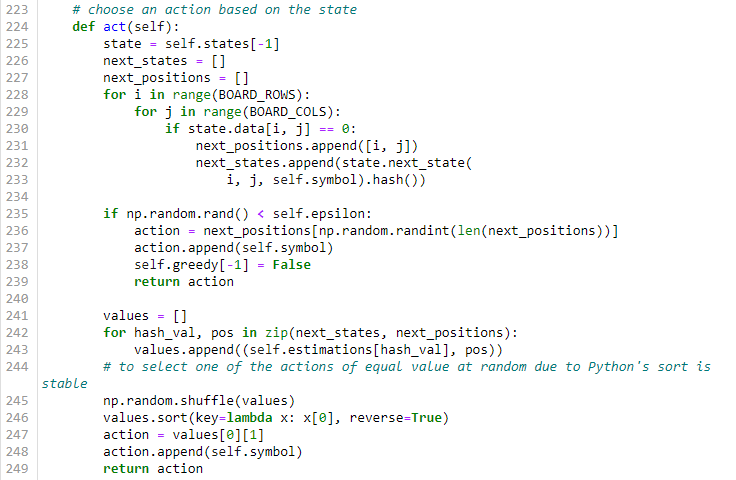 223 # choose an action based on the state
224 def act(self):
225 state = self.states[-1]
226 next_states = []
227 next_positions = []
228 for i in range(BOARD_ROWS):
229 for j in range(BOARD_COLS):
230 if state.data[i, j] == 0:
231 next_positions.append([i, j])
232 next_states.append(state.next_state(
233 i, j, self.symbol).hash())
234
235 if np.random.rand() < self.epsilon:
236 action = next_positions[np.random.randint(len(next_positions))]
237 action.append(self.symbol)
238 self.greedy[-1] = False
239 return action
240
241 values = []
242 for hash_val, pos in zip(next_states, next_positions):
243 values.append((self.estimations[hash_val], pos))
244 # to select one of the actions of equal value at random due to Python's sort is
stable
245 np.random.shuffle(values)
246 values.sort(key=lambda x: x[0], reverse=True)
247 action = values[0][1]
248 action.append(self.symbol)
249 return action